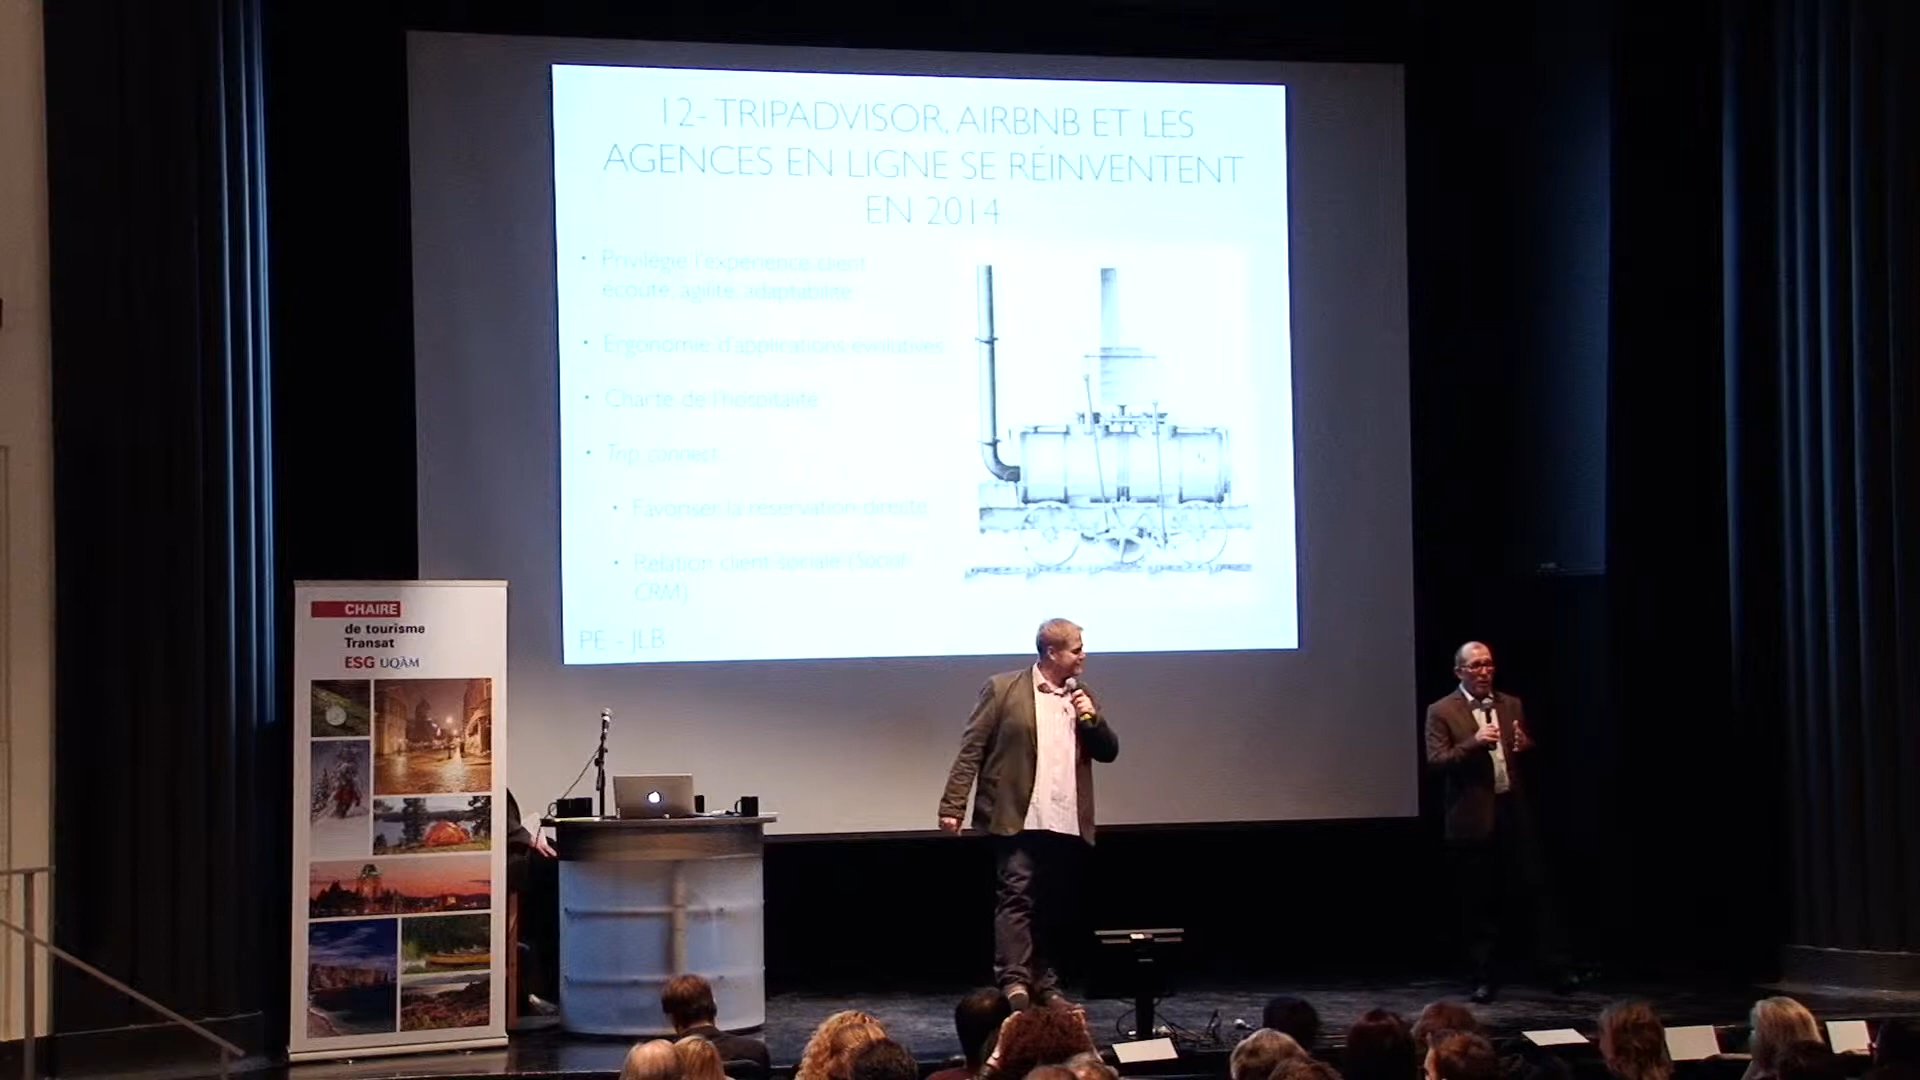 12- TRIPADVISOR, AIRBNB ET LES
AGENCES EN LIGNE SE RÉINVENTENT
EN 2014
• Privilégie l'expérience client
écoute, agilité, adaptabilité
• Ergonomie d'applications évolutives
• Charte de l'hospitalité
• Trip connect
• Favoriser la réservation directe
• Relation client sociale (Social
CRM)
PE - JLB
CHAIRE
de tourisme
Transat
ESG UQÀM